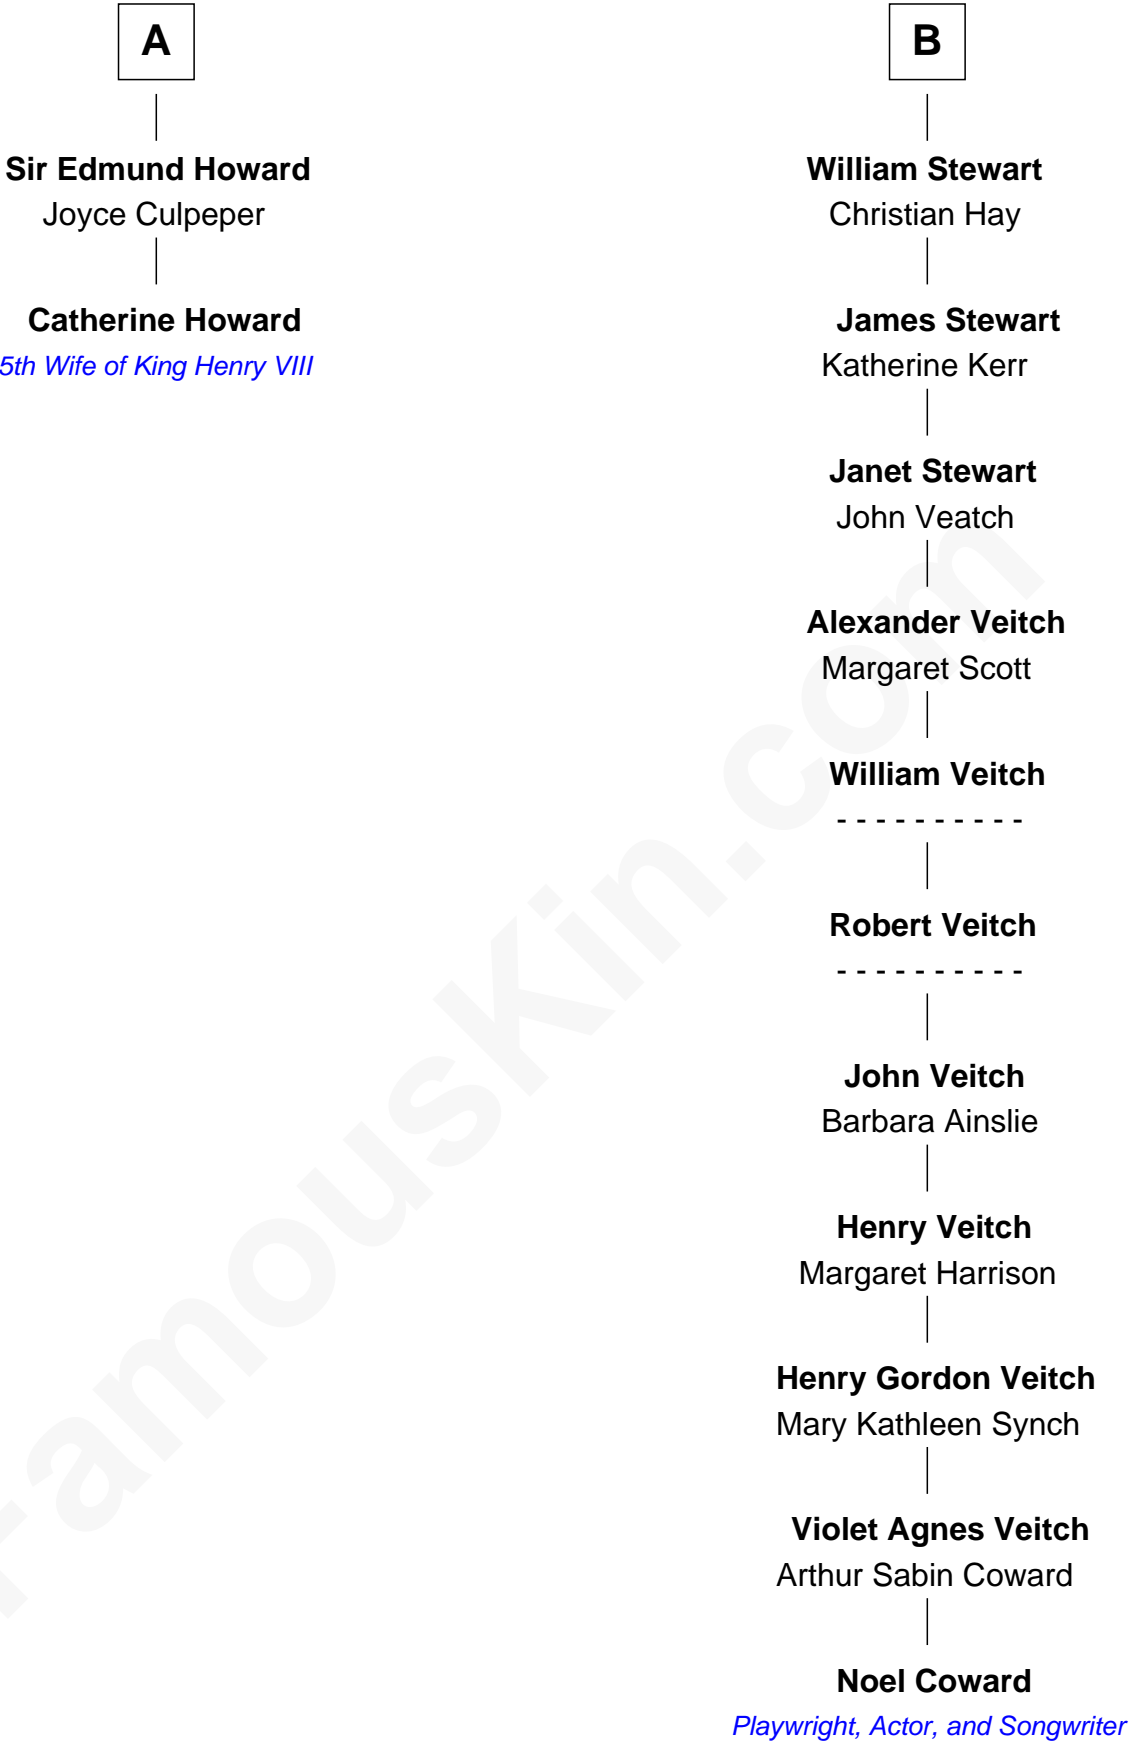 A
Sir Edmund Howard
Joyce Culpeper
Catherine Howard
5th Wife of King Henry VIII
B
William Stewart
Christian Hay
James Stewart
Katherine Kerr
Janet Stewart
John Veatch
Alexander Veitch
Margaret Scott
William Veitch
- - - - - - - - - -
Robert Veitch
- - - - - - - - - -
John Veitch
Barbara Ainslie
Henry Veitch
Margaret Harrison
Henry Gordon Veitch
Mary Kathleen Synch
Violet Agnes Veitch
Arthur Sabin Coward
Noel Coward
Playwright, Actor, and Songwriter
FamousKin.com